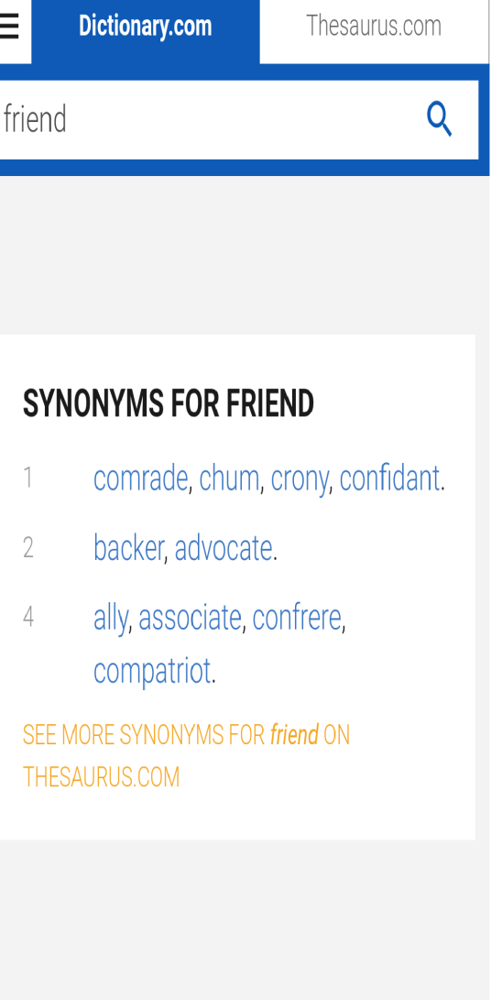 Dictionary.com
Thesaurus.com
friend
SYNONYMS FOR FRIEND
1 comrade, chum, crony, confidant.
2 backer, advocate.
4 ally, associate, confrere,
compatriot.
SEE MORE SYNONYMS FOR friend ON
THESAURUS.COM